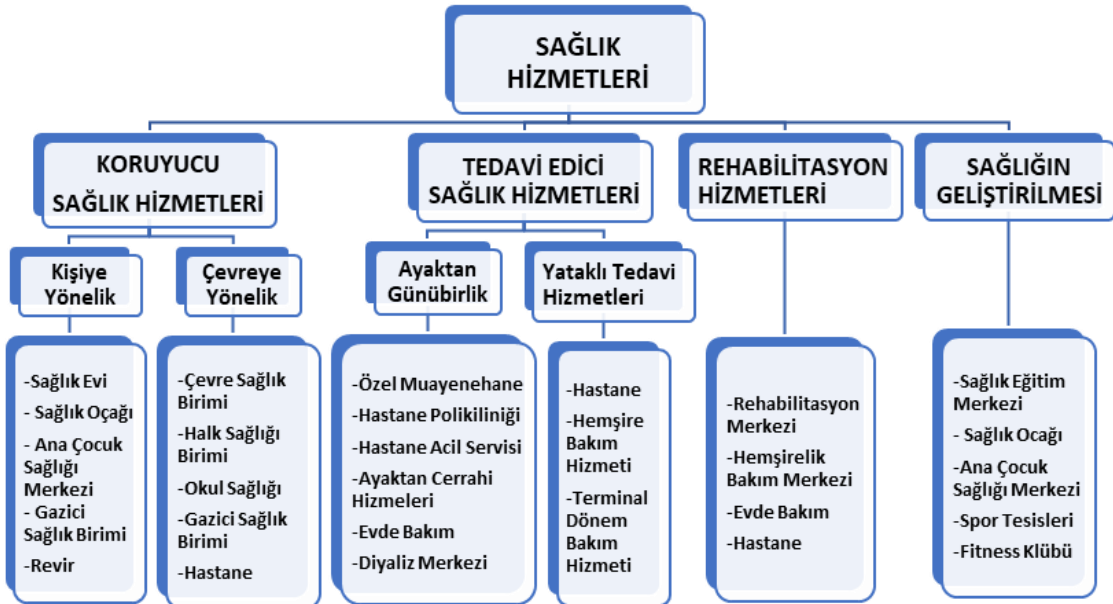 SAĞLIK
HİZMETLERİ
KORUYUCU
SAĞLIK HİZMETLERİ
TEDAVİ EDİCİ
SAĞLIK HİZMETLERİ
REHABİLİTASYON
HİZMETLERİ
SAĞLIĞIN
GELİŞTİRİLMESİ
Kişiye
Yönelik
Çevreye
Yönelik
Ayaktan
Günübirlik
Yataklı Tedavi
Hizmetleri
-Sağlık Evi
- Sağlık Oçağı
- Ana Çocuk
Sağlığı
Merkezi
- Gazici
Sağlık Birimi
-Revir
-Çevre Sağlık
Birimi
-Halk Sağlığı
Birimi
-Okul Sağlığı
-Gazici Sağlık
Birimi
-Hastane
-Özel Muayenehane
-Hastane Polikiliniği
-Hastane Acil Servisi
-Ayaktan Cerrahi
Hizmeleri
-Evde Bakım
-Diyaliz Merkezi
-Hastane
-Hemşire
Bakım
Hizmeti
-Terminal
Dönem
Bakım
Hizmeti
-Rehabilitasyon
Merkezi
-Hemşirelik
Bakım Merkezi
-Evde Bakım
-Hastane
-Sağlık Eğitim
Merkezi
- Sağlık Ocağı
-Ana Çocuk
Sağlığı Merkezi
-Spor Tesisleri
-Fitness Klübü